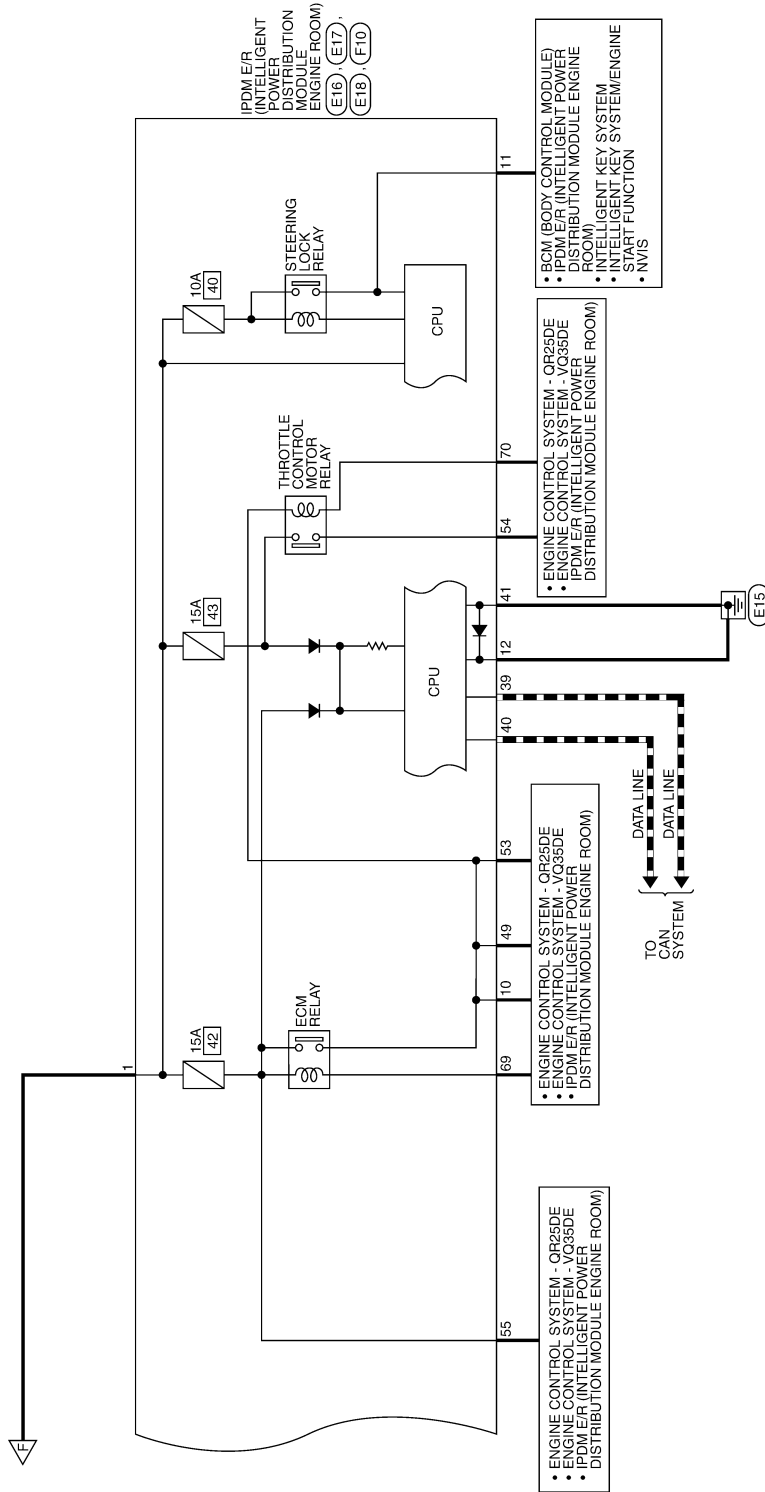 F
1
IPDM E/R
(INTELLIGENT
POWER
DISTRIBUTION
MODULE
ENGINE ROOM)
E16 , E17 ,
E18 , F10
15A
42
15A
43
10A
40
ECM
RELAY
THROTTLE
CONTROL
MOTOR
RELAY
STEERING
LOCK
RELAY
CPU
CPU
55
69
10
49
53
40
39
12
41
54
70
11
• ENGINE CONTROL SYSTEM - QR25DE
• ENGINE CONTROL SYSTEM - VQ35DE
• IPDM E/R (INTELLIGENT POWER
DISTRIBUTION MODULE ENGINE ROOM)
• ENGINE CONTROL SYSTEM - QR25DE
• ENGINE CONTROL SYSTEM - VQ35DE
• IPDM E/R (INTELLIGENT POWER
DISTRIBUTION MODULE ENGINE ROOM)
DATA LINE
DATA LINE
TO
CAN
SYSTEM
E15
• ENGINE CONTROL SYSTEM - QR25DE
• ENGINE CONTROL SYSTEM - VQ35DE
• IPDM E/R (INTELLIGENT POWER
DISTRIBUTION MODULE ENGINE ROOM)
• BCM (BODY CONTROL MODULE)
• IPDM E/R (INTELLIGENT POWER
DISTRIBUTION MODULE ENGINE
ROOM)
• INTELLIGENT KEY SYSTEM
• INTELLIGENT KEY SYSTEM/ENGINE
START FUNCTION
• NVIS